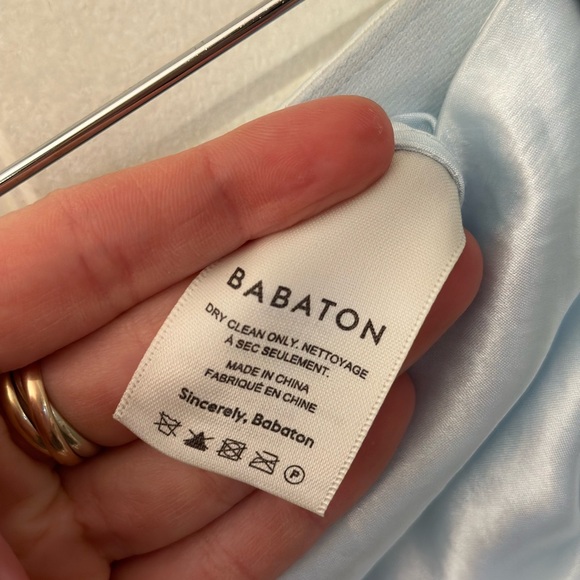 BABATON
DRY CLEAN ONLY. NETTOYAGE
À SEC SEULEMENT.
MADE IN CHINA
FABRIQUÉ EN CHINE
Sincerely, Babaton
P